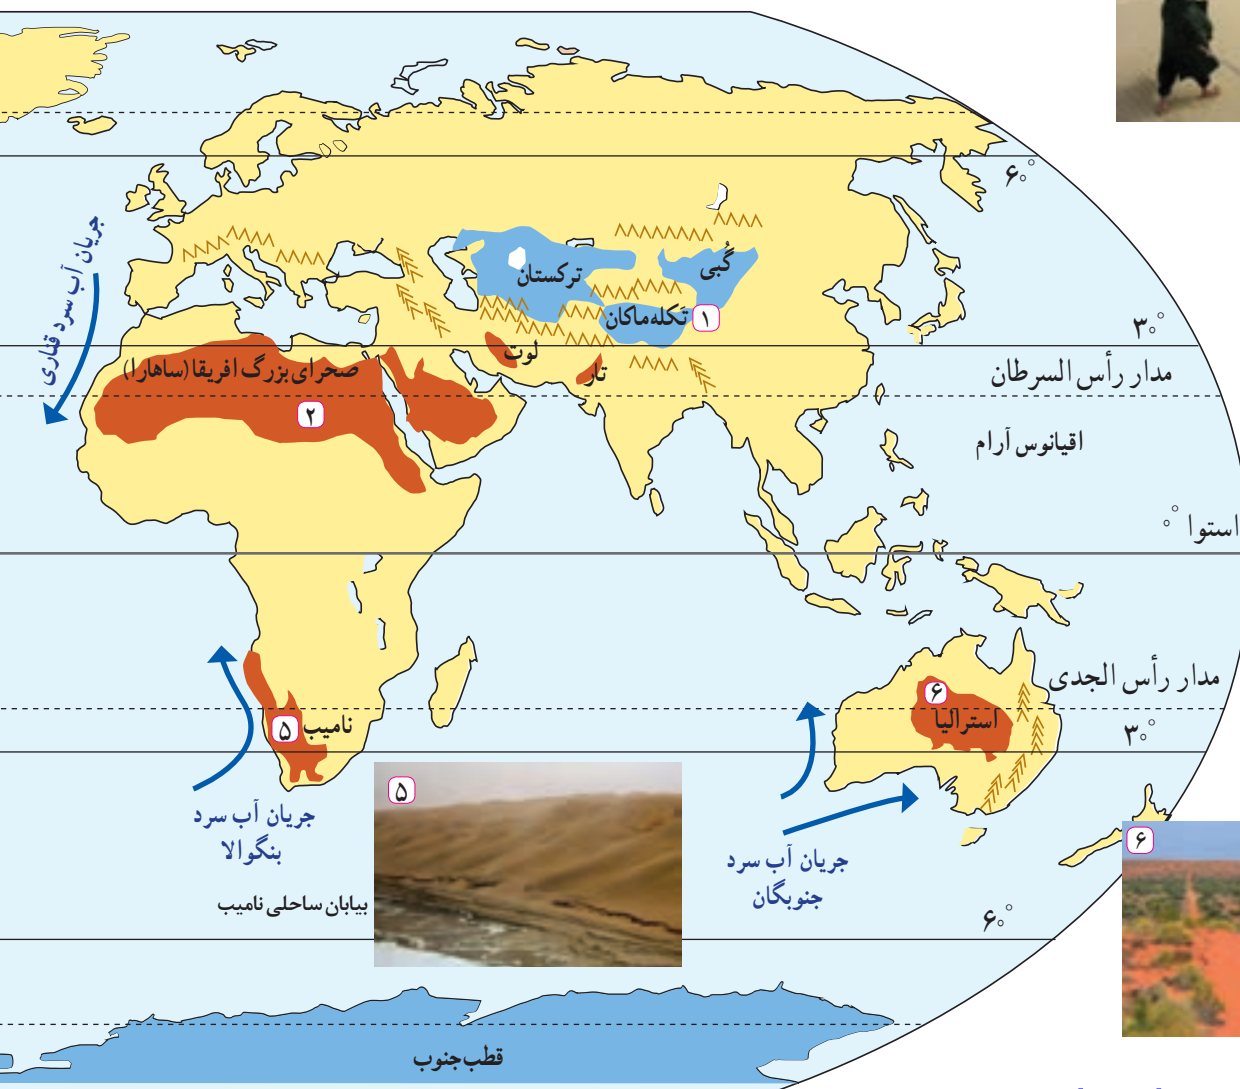 ۶۰°
جریان آب سرد قناری
ترکستان
گُبی
تَکله‌ماکان
۱
۳۰°
لوت
تار
صحرای بزرگ افریقا (ساهارا)
۲
مدار رأس السرطان
اقیانوس آرام
استوا °۰
مدار رأس الجدی
۶
استرالیا
نامیب
۵
۳۰°
جریان آب سرد
بنگوالا
۵
بیابان ساحلی نامیب
جریان آب سرد
جنوبگان
۶
۶۰°
قطب جنوب